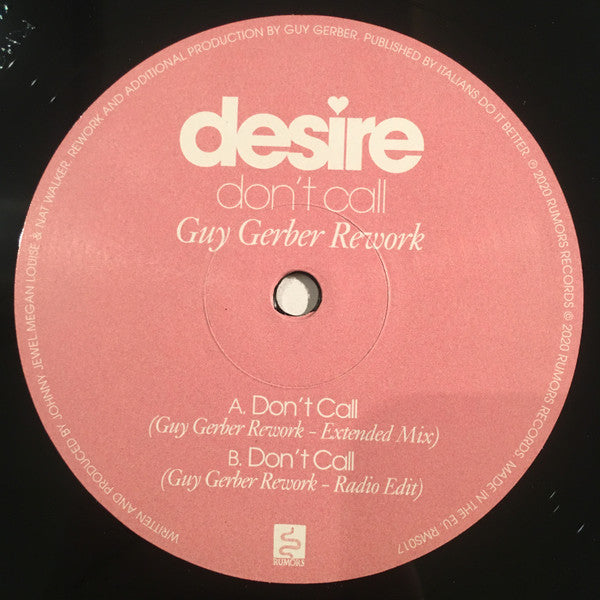 desire
don't call
Guy Gerber Rework
A. Don't Call
(Guy Gerber Rework – Extended Mix)
B. Don't Call
(Guy Gerber Rework – Radio Edit)
RUMORS
WRITTEN AND PRODUCED BY JOHNNY JEWEL, MEGAN LOUISE & NAT WALKER. REWORK AND ADDITIONAL PRODUCTION BY GUY GERBER. PUBLISHED BY ITALIANS DO IT BETTER. ℗ 2020 RUMORS RECORDS © 2020 RUMORS RECORDS. MADE IN THE EU. RMS017